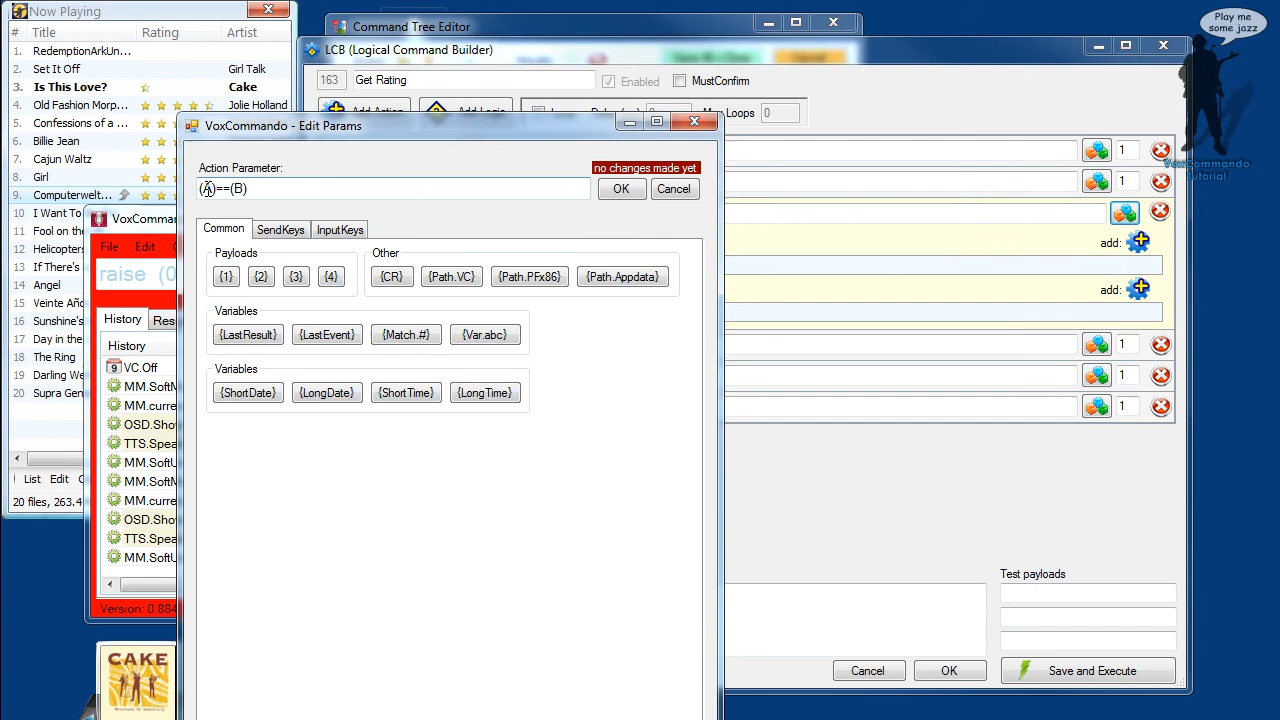 Now Playing
# Title Rating Artist
1. RedemptionArkUn...
2. Set It Off Girl Talk
3. Is This Love? Cake
4. Old Fashion Morp... Jolie Holland
5. Confessions of a ...
6. Billie Jean
7. Cajun Waltz
8. Girl
9. Computerwelt...
10 I Want To
11 Fool on the
12 Helicopters
13 If There's
14 Angel
15 Veinte Año
16 Sunshine's
17 Day in the
18 The Ring
19 Darling We
20 Supra Gen
List Edit
20 files, 263.4
VoxComman
File Edit
raise (0
History Res
History
VC.Off
MM.SoftM
MM.curre
OSD.Sho
TTS.Spea
MM.SoftU
MM.SoftU
MM.curre
OSD.Sho
TTS.Spea
MM.SoftU
Version: 0.884
CAKE
Command Tree Editor
LCB (Logical Command Builder)
163 Get Rating Enabled MustConfirm
Loops 0
1
1
add:
add:
1
1
1
Test payloads
Cancel OK Save and Execute
VoxCommando - Edit Params
Action Parameter: no changes made yet
(A)==(B) OK Cancel
Common SendKeys InputKeys
Payloads Other
{1} {2} {3} {4} {CR} {Path.VC} {Path.PFx86} {Path.Appdata}
Variables
{LastResult} {LastEvent} {Match.#} {Var.abc}
Variables
{ShortDate} {LongDate} {ShortTime} {LongTime}
Play me
some jazz
VoxCommando
Tutorial